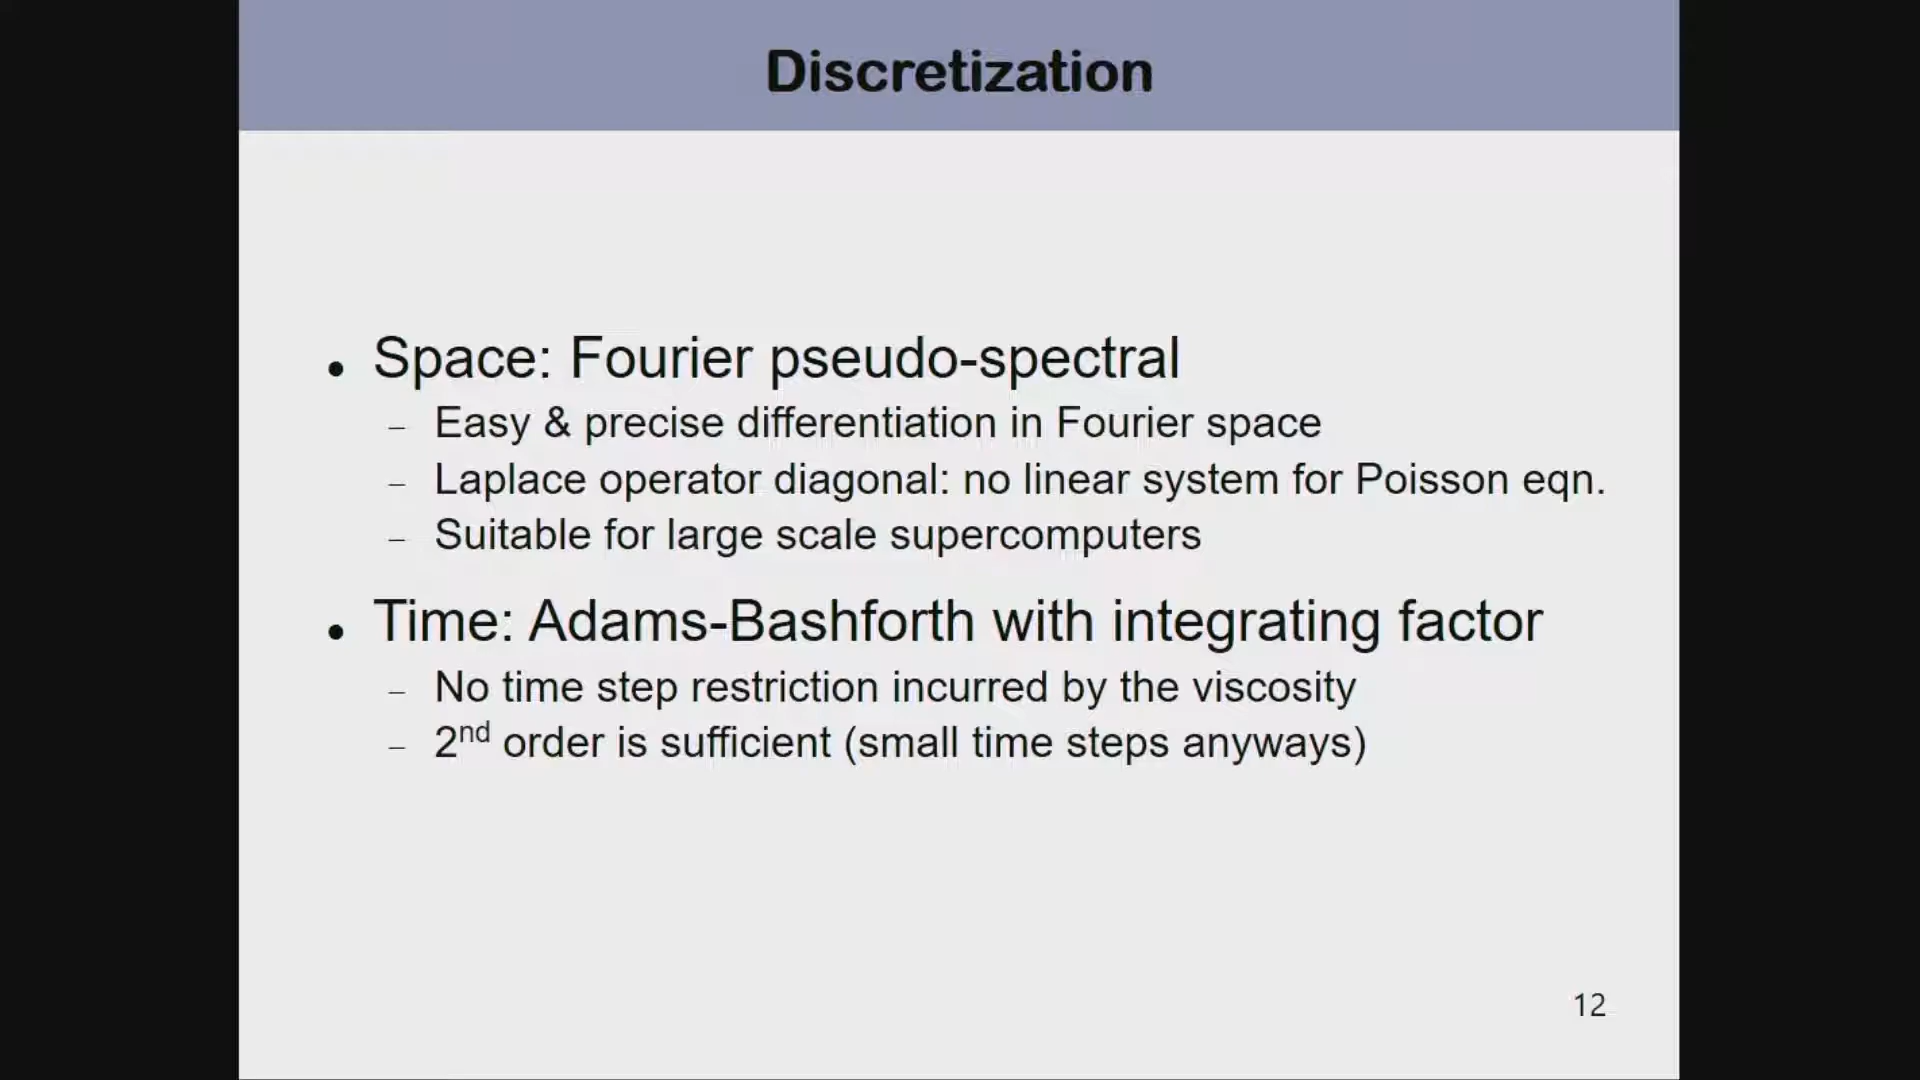 Discretization
• Space: Fourier pseudo-spectral
– Easy & precise differentiation in Fourier space
– Laplace operator diagonal: no linear system for Poisson eqn.
– Suitable for large scale supercomputers
• Time: Adams-Bashforth with integrating factor
– No time step restriction incurred by the viscosity
– 2nd order is sufficient (small time steps anyways)
12